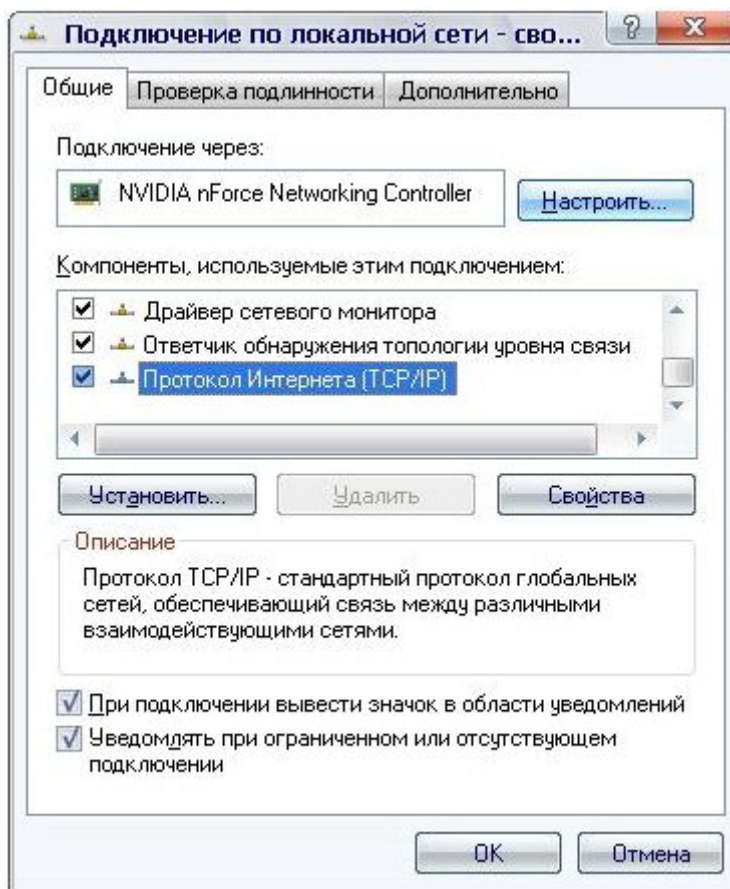 Подключение по локальной сети - сво...
Общие
Проверка подлинности
Дополнительно
Подключение через:
NVIDIA nForce Networking Controller
Настроить...
Компоненты, используемые этим подключением:
Драйвер сетевого монитора
Ответчик обнаружения топологии уровня связи
Протокол Интернета (TCP/IP)
Установить...
Удалить
Свойства
Описание
Протокол TCP/IP - стандартный протокол глобальных
сетей, обеспечивающий связь между различными
взаимодействующими сетями.
При подключении вывести значок в области уведомлений
Уведомлять при ограниченном или отсутствующем
подключении
OK
Отмена